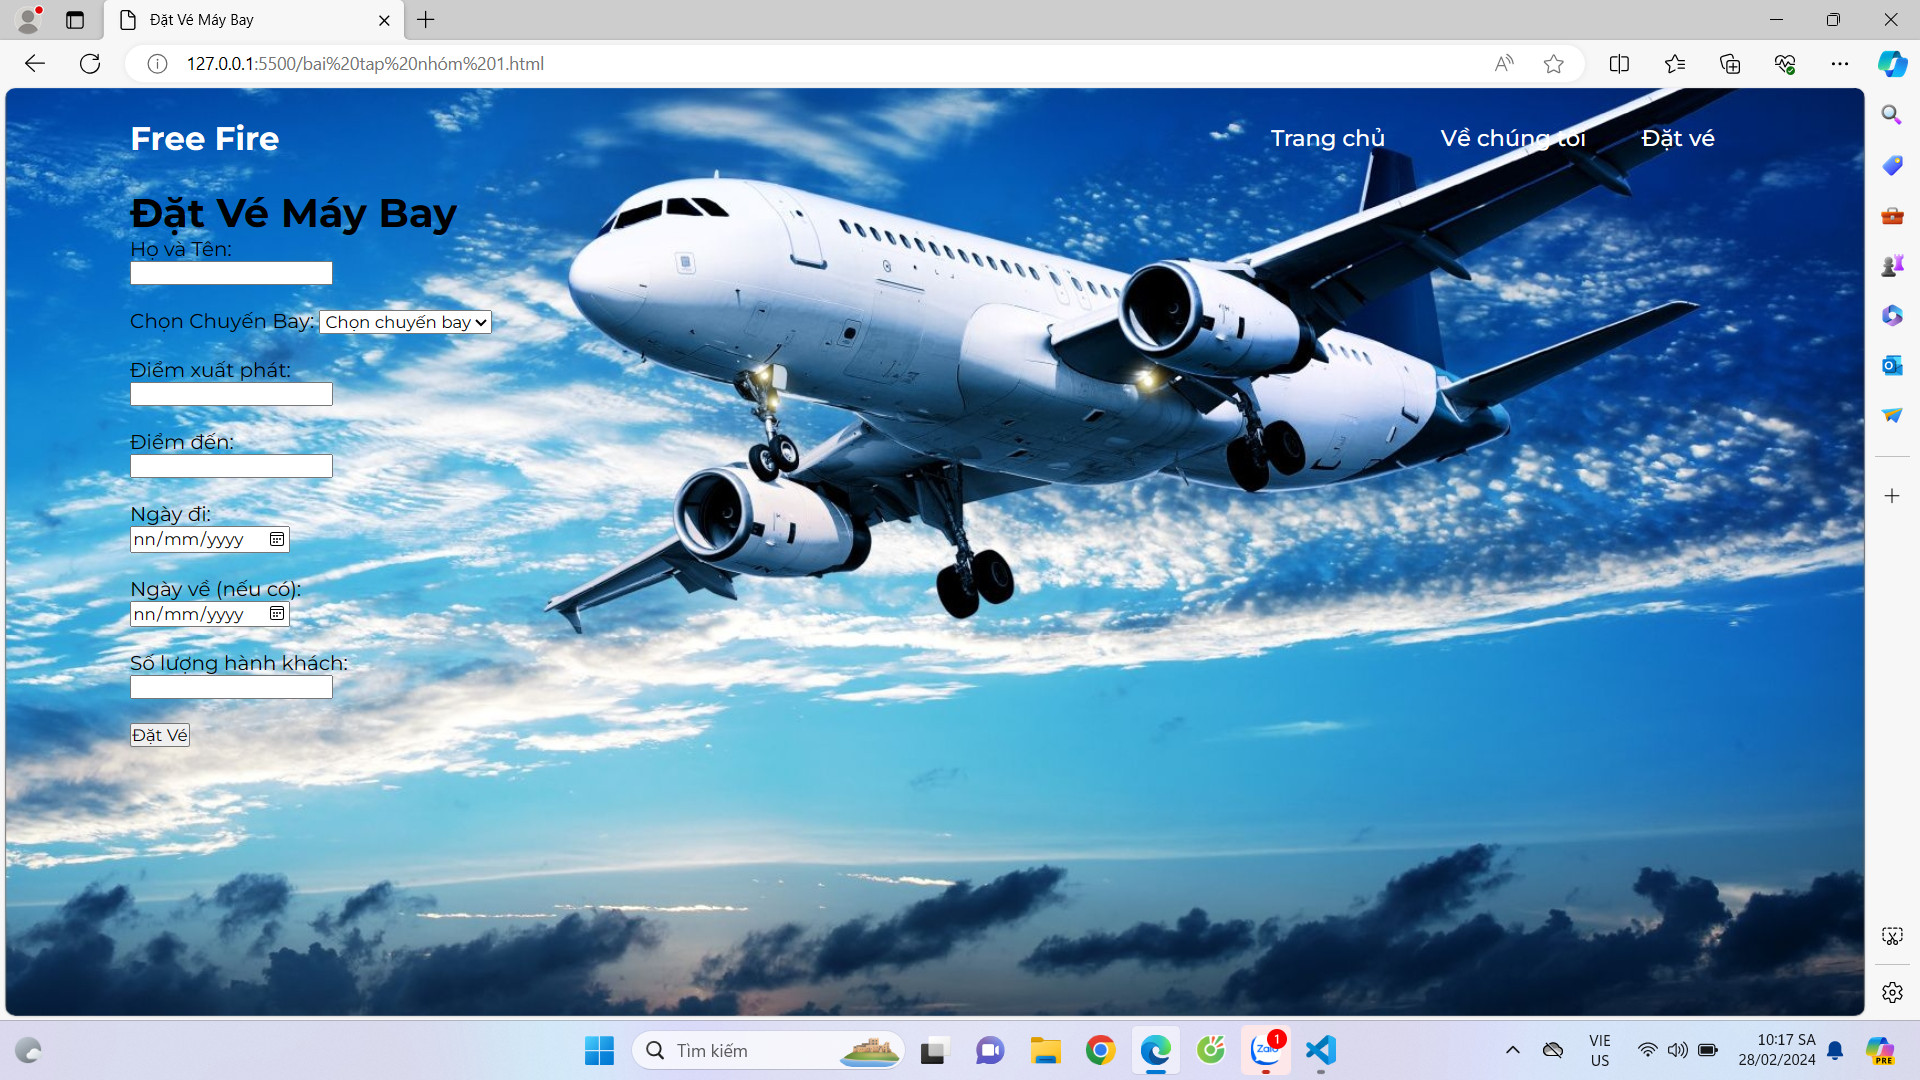 Đặt Vé Máy Bay
127.0.0.1:5500/bai%20tap%20nhóm%201.html
Free Fire
Trang chủ
Về chúng tôi
Đặt vé
Đặt Vé Máy Bay
Họ và Tên:
Chọn Chuyến Bay: Chọn chuyến bay
Điểm xuất phát:
Điểm đến:
Ngày đi:
nn/mm/yyyy
Ngày về (nếu có):
nn/mm/yyyy
Số lượng hành khách:
Đặt Vé
Tìm kiếm
Zalo
1
VIE
US
10:17 SA
28/02/2024
PRE